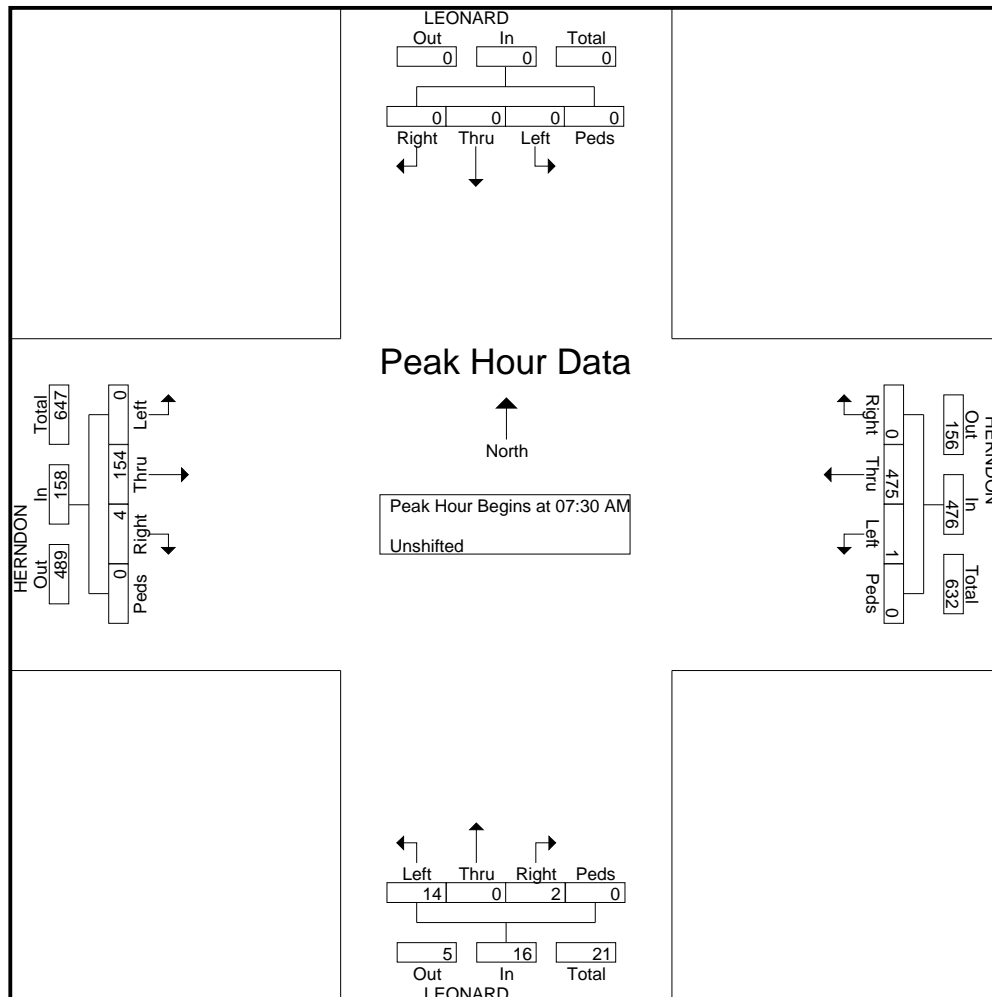 LEONARD
Out In Total
0 0 0
0 0 0 0
Right Thru Left Peds
Peak Hour Data
North
Peak Hour Begins at 07:30 AM
Unshifted
HERNDON
Out In Total
489 158 647
0 154 4 0
Left Thru Right Peds
HERNDON
Out In Total
156 476 632
0 475 1 0
Right Thru Left Peds
Left Thru Right Peds
14 0 2 0
5 16 21
Out In Total
LEONARD